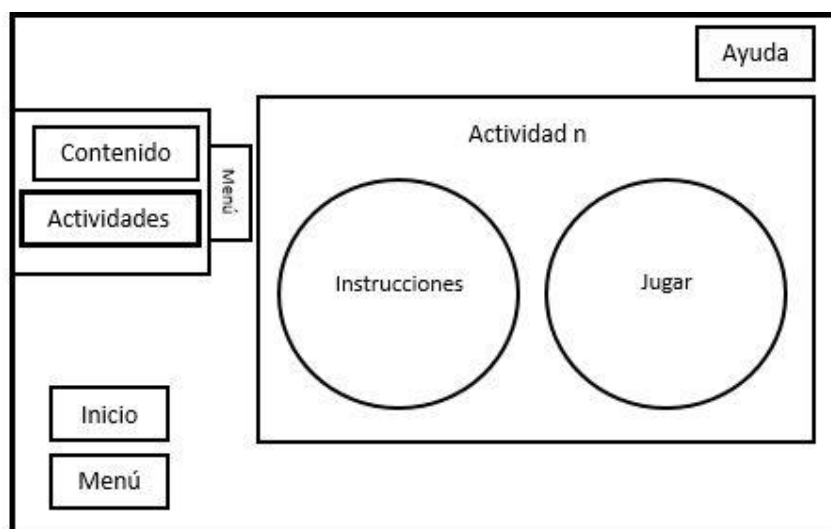 Ayuda
Contenido
Actividades
Menú
Actividad n
Instrucciones
Jugar
Inicio
Menú